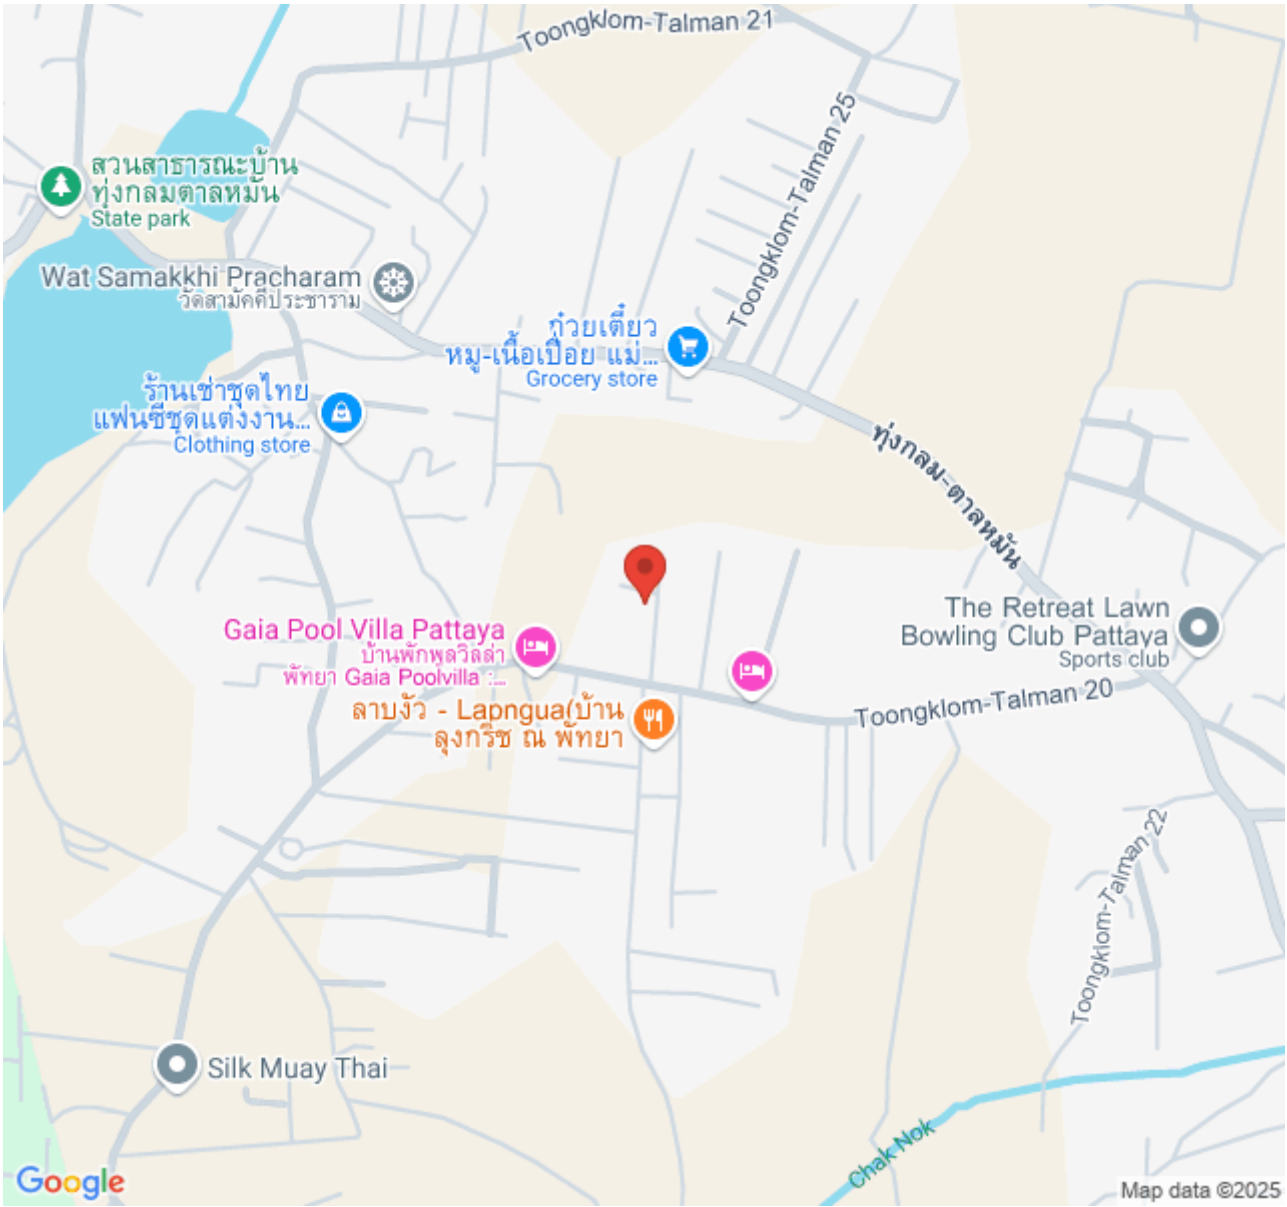 Toongklom-Talman 21
Toongklom-Talman 25
สวนสาธารณะบ้าน
ทุ่งกลมตาลหมัน
State park
Wat Samakkhi Pracharam
วัดสามัคคีประชาราม
ก๋วยเตี๋ยว
หมู-เนื้อเปื่อย แม่...
Grocery store
ร้านเช่าชุดไทย
แฟนซีชุดแต่งงาน...
Clothing store
ทุ่งกลม-ตาลหมัน
The Retreat Lawn
Bowling Club Pattaya
Sports club
Gaia Pool Villa Pattaya
บ้านพักพูลวิลล่า
พัทยา Gaia Poolvilla :...
ลาบงัว - Lapngua(บ้าน
ลุงกริช ณ พัทยา
Toongklom-Talman 20
Toongklom-Talman 22
Silk Muay Thai
Chak Nok
Google
Map data ©2025